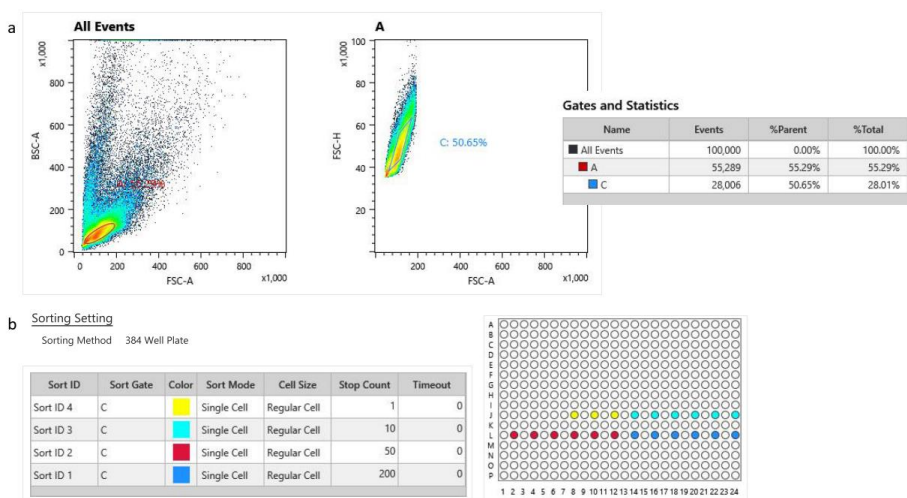 a
All Events
x1,000
800
600
400
200
0
BSC-A
0 200 400 600 800
x1,000
FSC-A
A
x1,000
100
80
60
40
20
FSC-H
C: 50.65%
200 400 600 800
x1,000
FSC-A
Gates and Statistics
Name Events %Parent %Total
All Events 100,000 0.00% 100.00%
A 55,289 55.29% 55.29%
C 28,006 50.65% 28.01%
b
Sorting Setting
Sorting Method 384 Well Plate
Sort ID Sort Gate Color Sort Mode Cell Size Stop Count Timeout
Sort ID 4 C Single Cell Regular Cell 1 0
Sort ID 3 C Single Cell Regular Cell 10 0
Sort ID 2 C Single Cell Regular Cell 50 0
Sort ID 1 C Single Cell Regular Cell 200 0
A
B
C
D
E
F
G
H
I
J
K
L
M
N
O
P
1 2 3 4 5 6 7 8 9 10 11 12 13 14 15 16 17 18 19 20 21 22 23 24